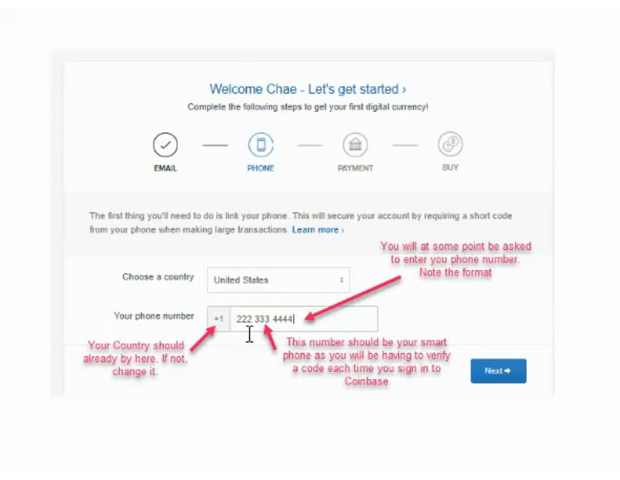 Welcome Chae - Let's get started ›
Complete the following steps to get your first digital currency!
EMAIL
PHONE
PAYMENT
BUY
The first thing you'll need to do is link your phone. This will secure your account by requiring a short code
from your phone when making large transactions. Learn more ›
You will at some point be asked
to enter you phone number.
Note the format
Choose a country
United States
Your phone number
+1
222 333 4444
Your Country should
already by here. If not,
change it.
This number should be your smart
phone as you will be having to verify
a code each time you sign in to
Coinbase
Next